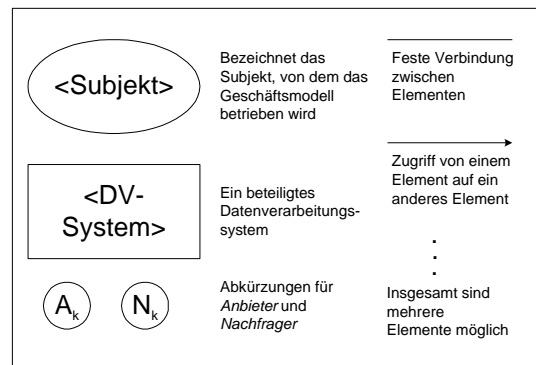 <Subjekt>
Bezeichnet das
Subjekt, von dem das
Geschäftsmodell
betrieben wird
Feste Verbindung
zwischen
Elementen
<DV-
System>
Ein beteiligtes
Datenverarbeitungs-
system
Zugriff von einem
Element auf ein
anderes Element
A_k
N_k
Abkürzungen für
Anbieter und
Nachfrager
.
.
.
Insgesamt sind
mehrere
Elemente möglich